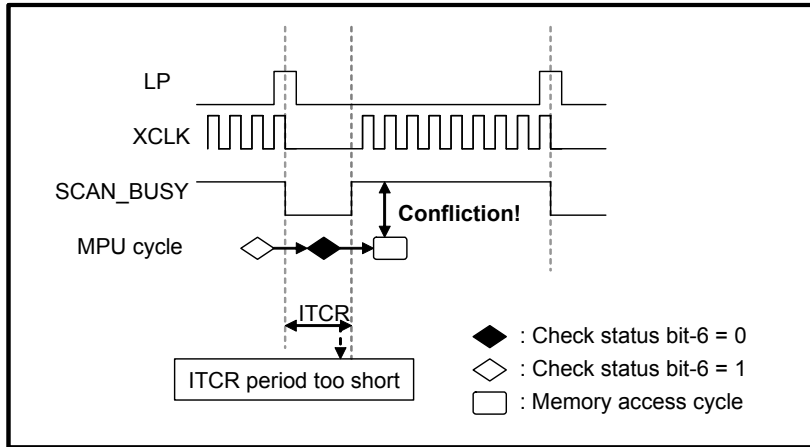 LP
XCLK
SCAN_BUSY
Confliction!
MPU cycle
ITCR
ITCR period too short
: Check status bit-6 = 0
: Check status bit-6 = 1
: Memory access cycle